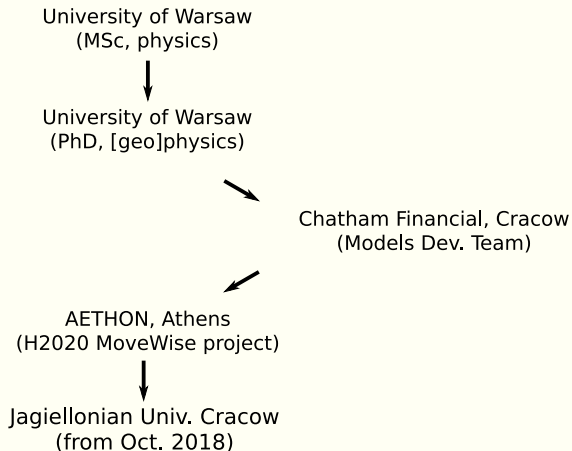 University of Warsaw
(MSc, physics)
University of Warsaw
(PhD, [geo]physics)
Chatham Financial, Cracow
(Models Dev. Team)
AETHON, Athens
(H2020 MoveWise project)
Jagiellonian Univ. Cracow
(from Oct. 2018)